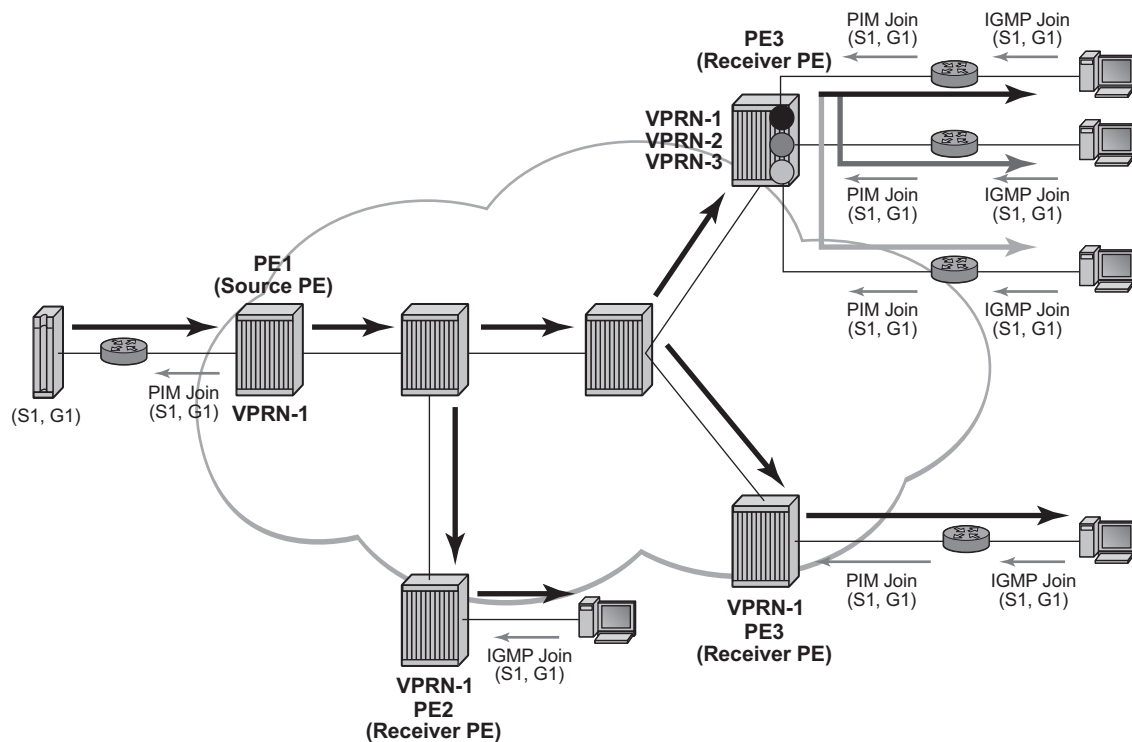 PE3
(Receiver PE)
PIM Join
(S1, G1)
IGMP Join
(S1, G1)
VPRN-1
VPRN-2
VPRN-3
PIM Join
(S1, G1)
IGMP Join
(S1, G1)
PIM Join
(S1, G1)
IGMP Join
(S1, G1)
PE1
(Source PE)
(S1, G1)
PIM Join
(S1, G1)
VPRN-1
PIM Join
(S1, G1)
IGMP Join
(S1, G1)
VPRN-1
PE3
(Receiver PE)
IGMP Join
(S1, G1)
VPRN-1
PE2
(Receiver PE)